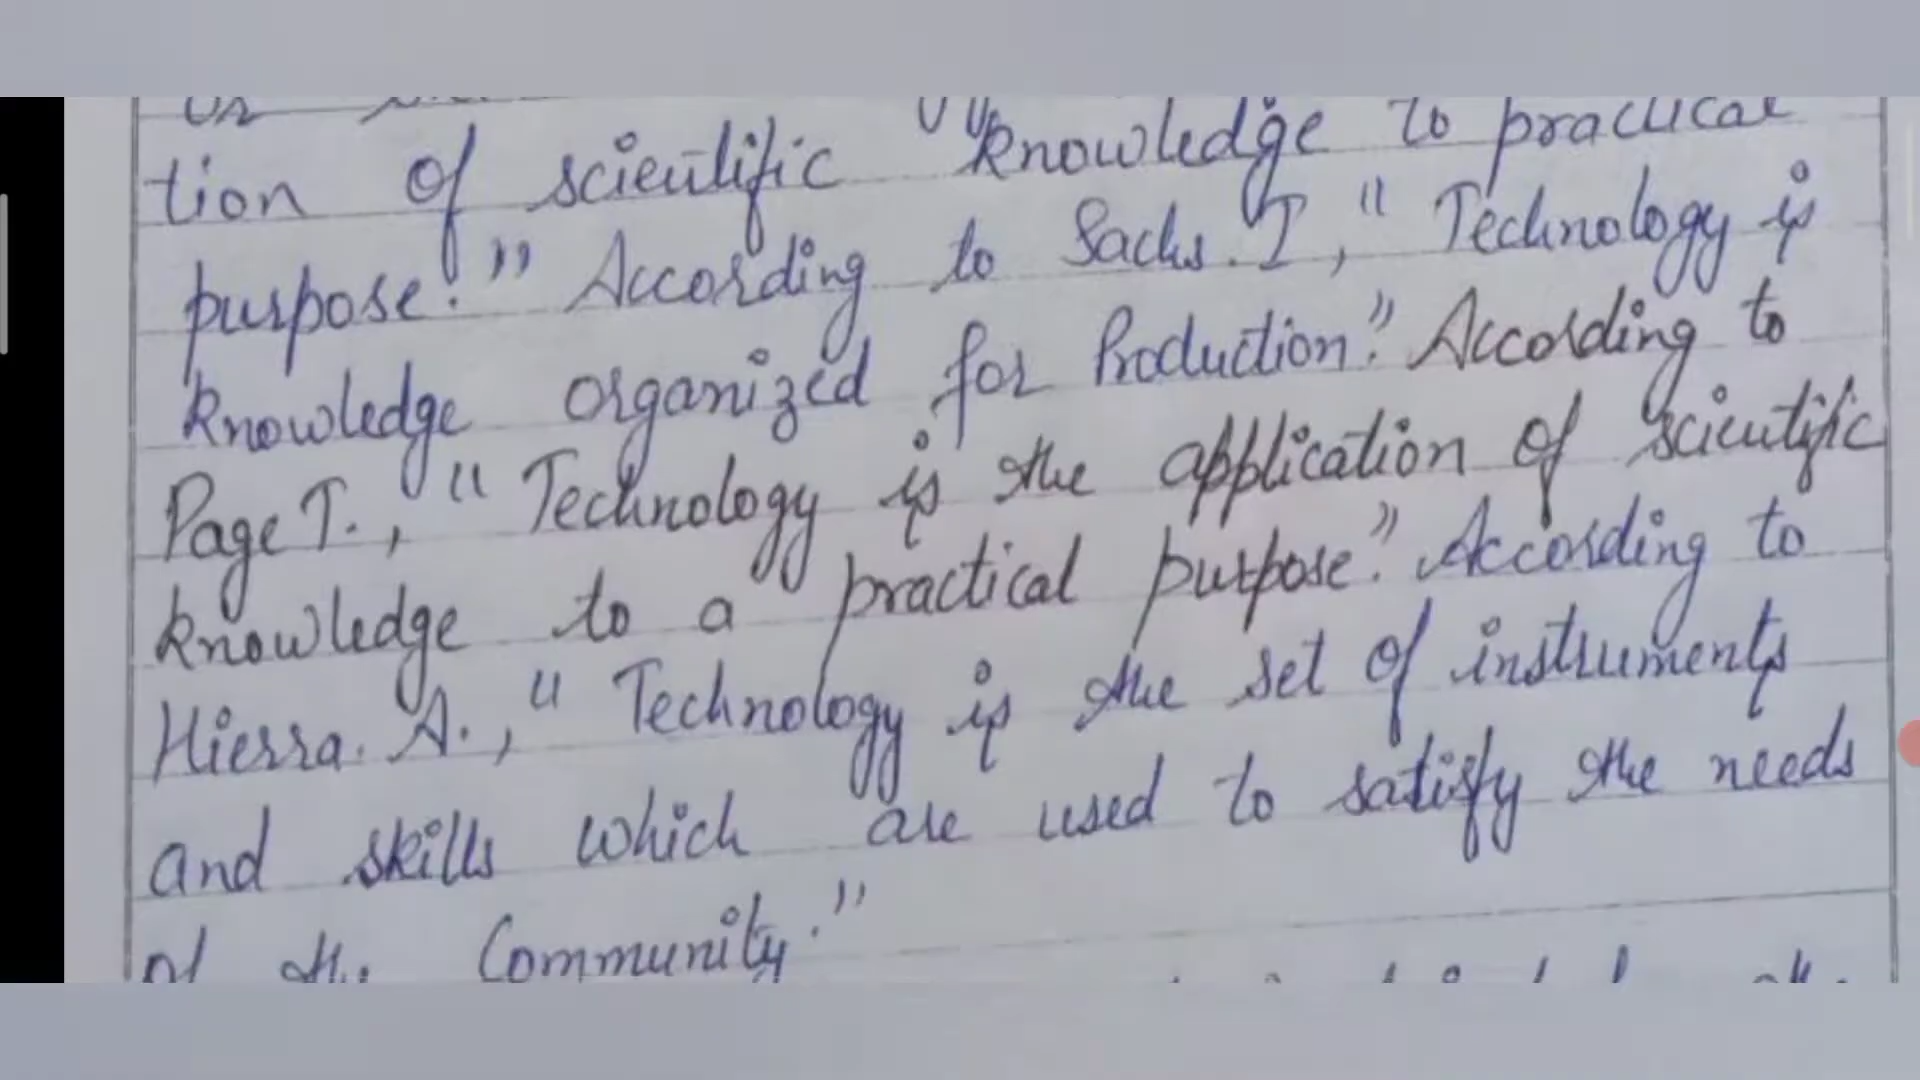 tion of scientific knowledge to practical
purpose." According to Sachs. I, "Technology is
knowledge organized for Production." According to
Page T., "Technology is the application of scientific
knowledge to a practical purpose." According to
Hierra. A., "Technology is the set of instruments
and skills which are used to satisfy the needs
of the Community."